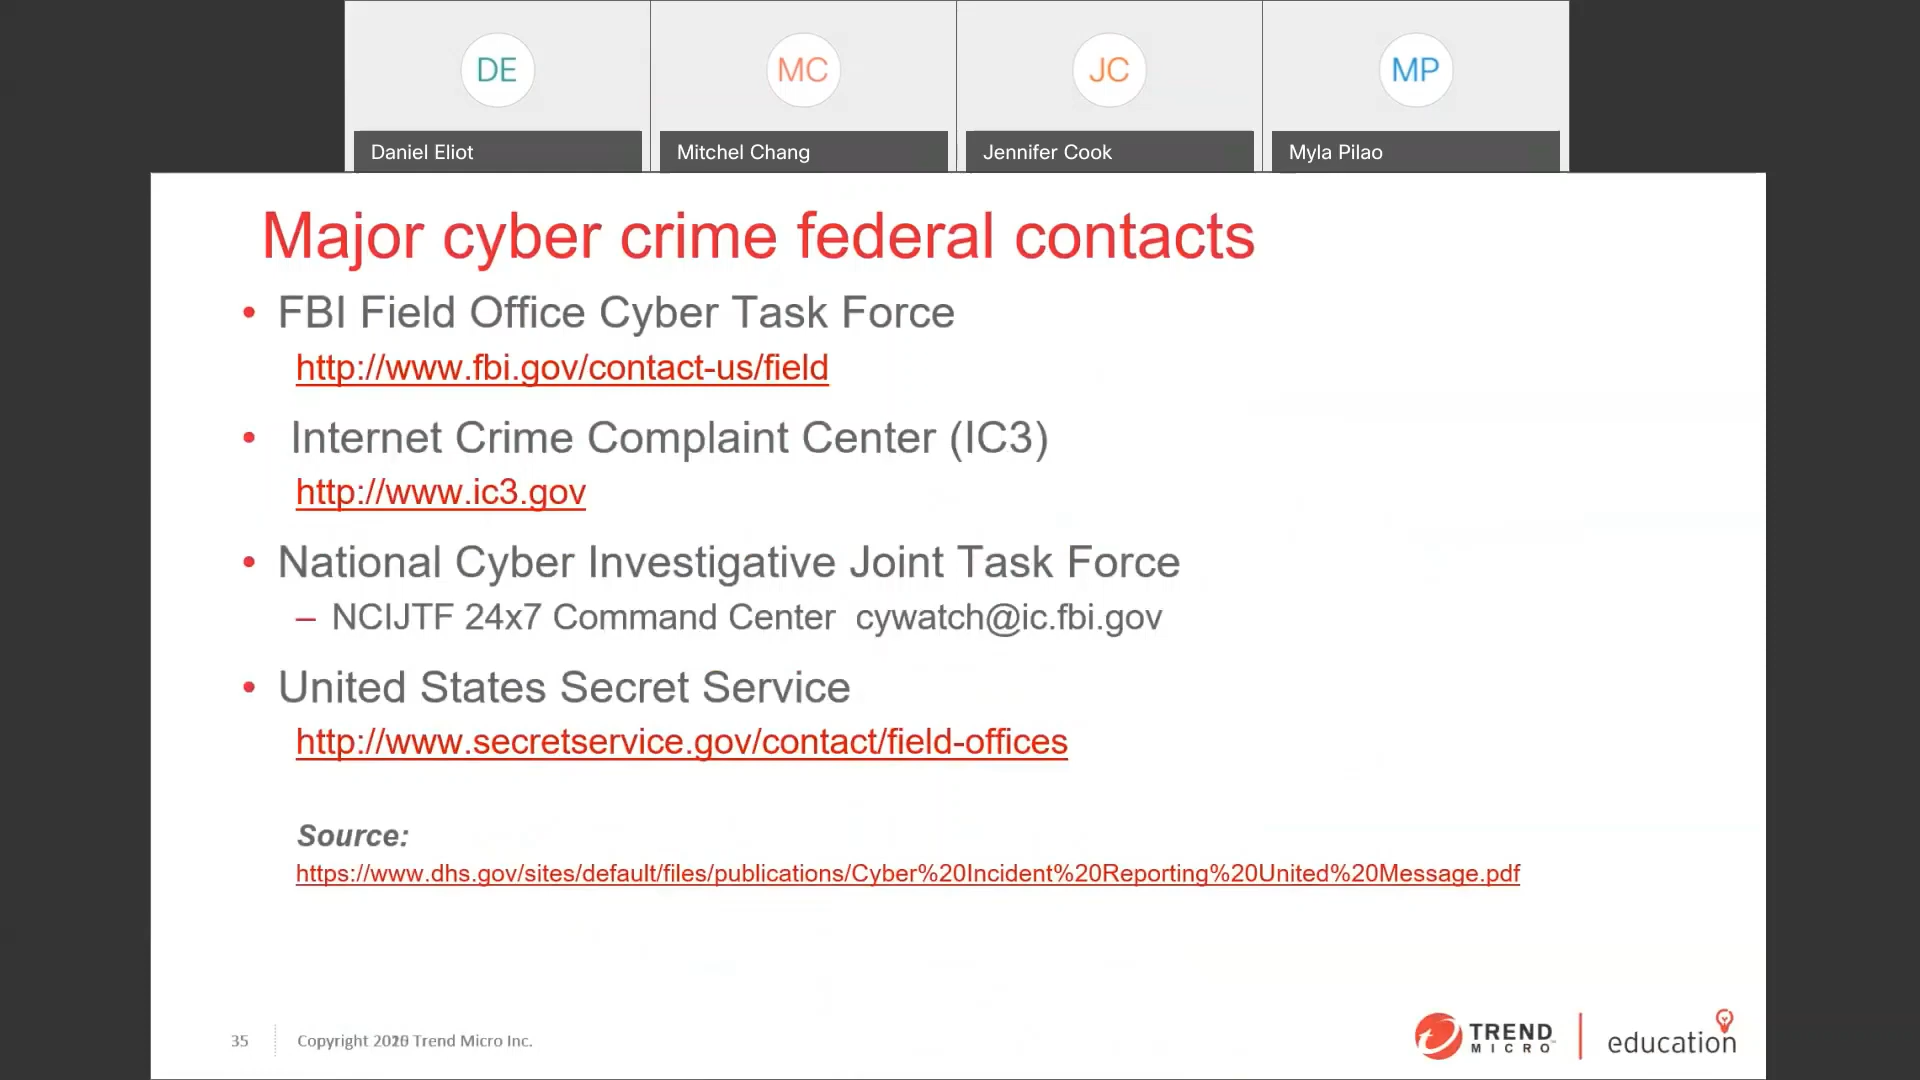 DE
MC
JC
MP
Daniel Eliot
Mitchel Chang
Jennifer Cook
Myla Pilao
Major cyber crime federal contacts
• FBI Field Office Cyber Task Force
http://www.fbi.gov/contact-us/field
• Internet Crime Complaint Center (IC3)
http://www.ic3.gov
• National Cyber Investigative Joint Task Force
– NCIJTF 24x7 Command Center cywatch@ic.fbi.gov
• United States Secret Service
http://www.secretservice.gov/contact/field-offices
Source:
https://www.dhs.gov/sites/default/files/publications/Cyber%20Incident%20Reporting%20United%20Message.pdf
35
Copyright Trend Micro Inc.
TREND
MICRO
education